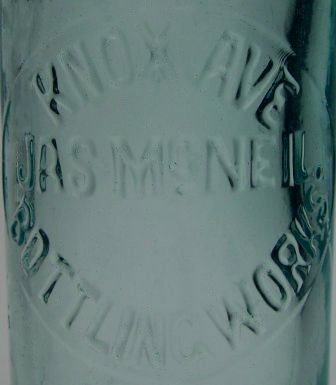 KNOX AVE
JAS McNEIL
BOTTLING WORKS